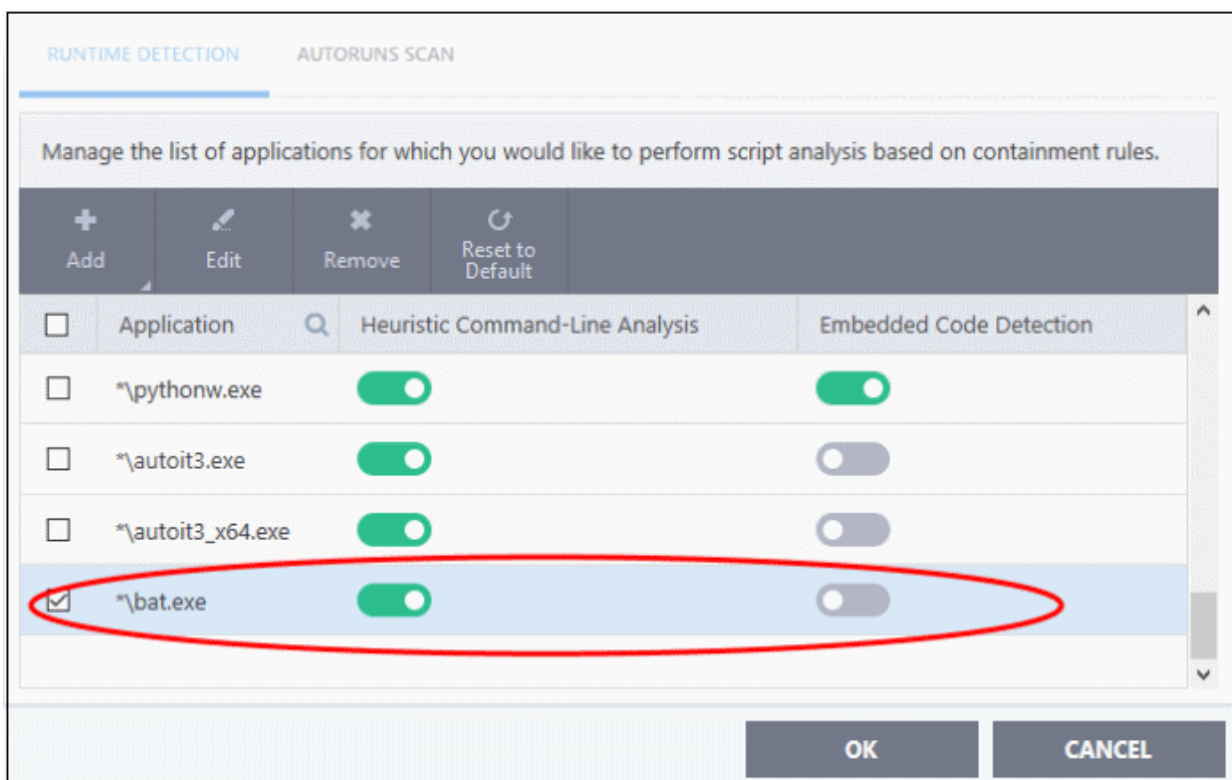 RUNTIME DETECTION AUTORUNS SCAN
Manage the list of applications for which you would like to perform script analysis based on containment rules.
Add Edit Remove Reset to Default
Application Heuristic Command-Line Analysis Embedded Code Detection
*\pythonw.exe
*\autoit3.exe
*\autoit3_x64.exe
*\bat.exe
OK CANCEL